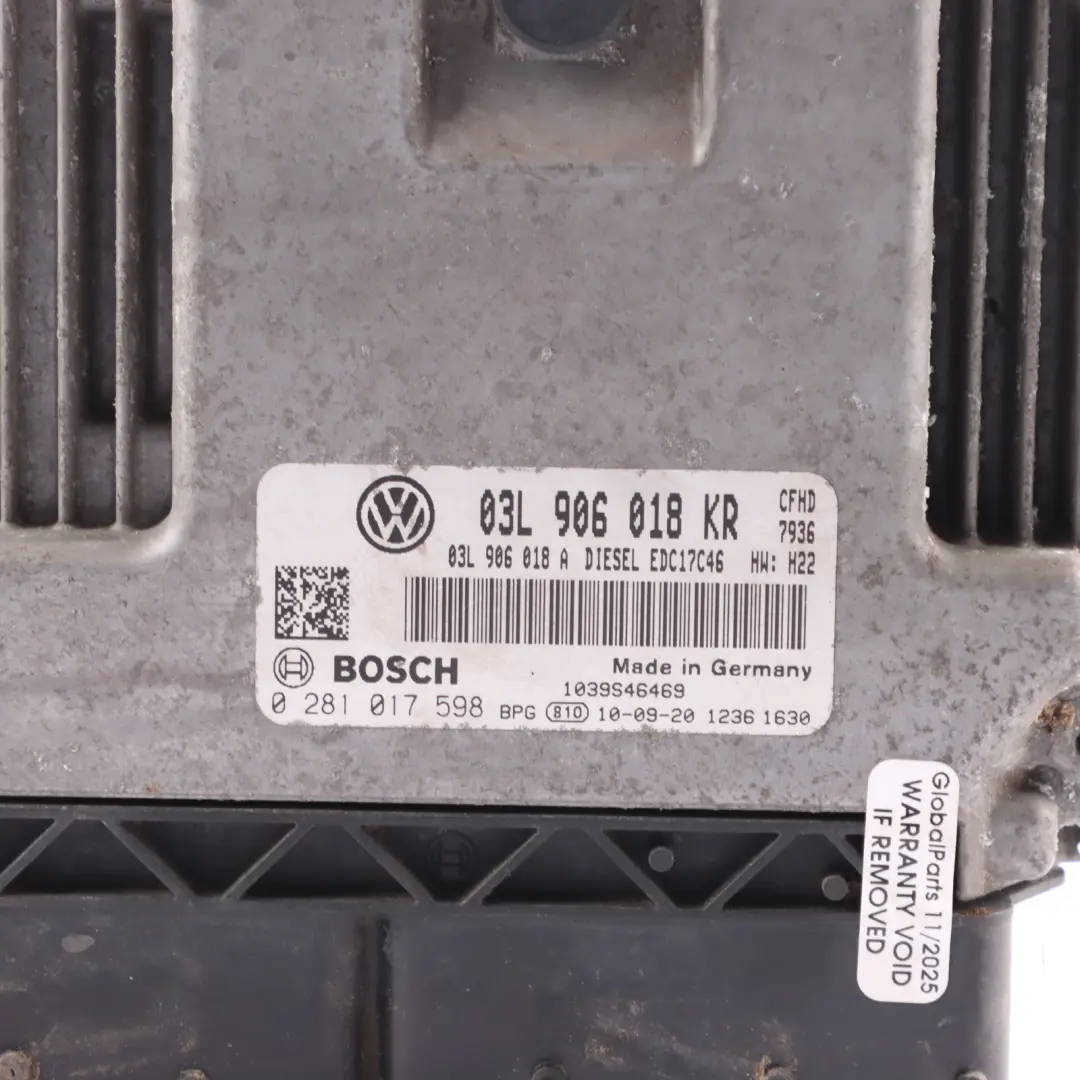 03L 906 018 KR CFHD
7936
03L 906 018 A DIESEL EDC17C46 HW: H22
BOSCH Made in Germany
1039S46469
0 281 017 598 BPG 810 10-09-20 1236 1630
GlobalParts 11/2025
WARRANTY VOID
IF REMOVED